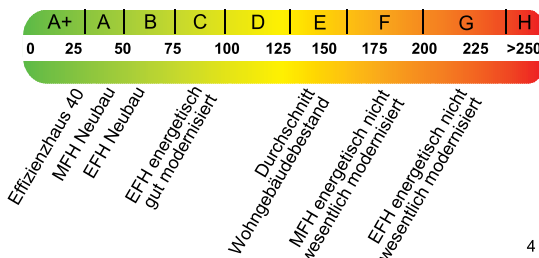 A+ A B C D E F G H
0 25 50 75 100 125 150 175 200 225 >250
Effizienzhaus 40
MFH Neubau
EFH Neubau
EFH energetisch
gut modernisiert
Durchschnitt
Wohngebäudebestand
MFH energetisch nicht
wesentlich modernisiert
EFH energetisch nicht
wesentlich modernisiert
4